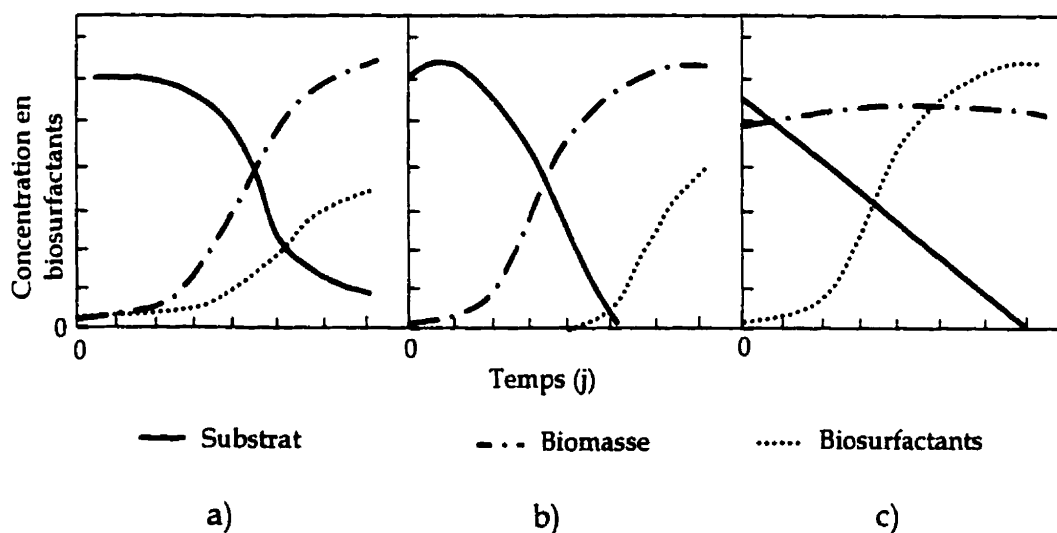 Concentration en
biosurfactants
0
0
0
0
Temps (j)
Substrat
Biomasse
Biosurfactants
a)
b)
c)